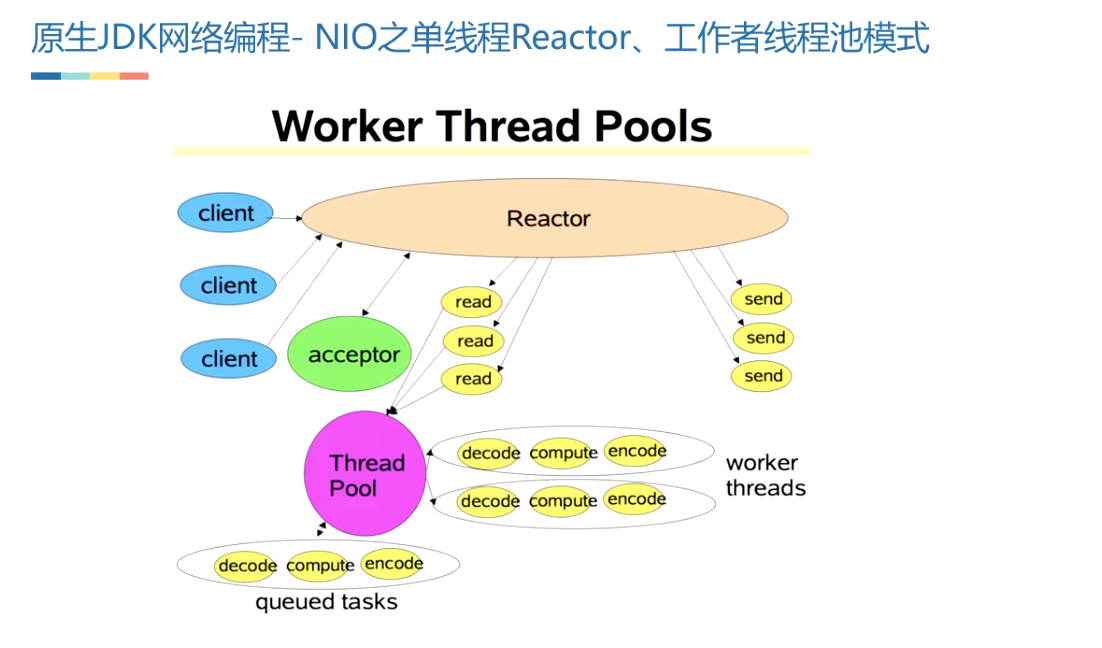 原生JDK网络编程- NIO之单线程Reactor、工作者线程池模式
Worker Thread Pools
client
Reactor
client
client
acceptor
read
read
read
send
send
send
Thread
Pool
decode compute encode
decode compute encode
worker
threads
decode compute encode
queued tasks